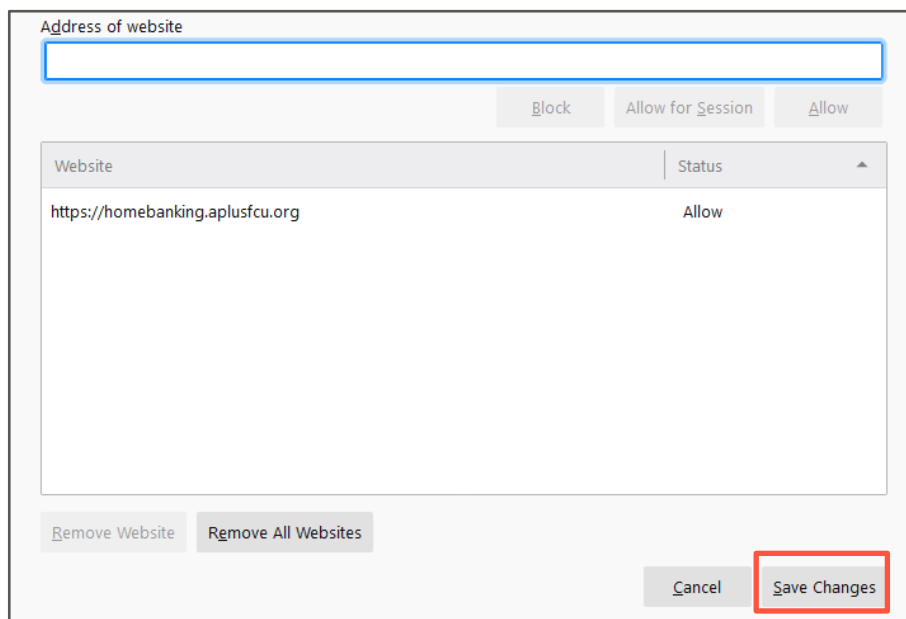 Address of website
Block Allow for Session Allow
Website Status
https://homebanking.aplusfcu.org Allow
Remove Website Remove All Websites
Cancel Save Changes